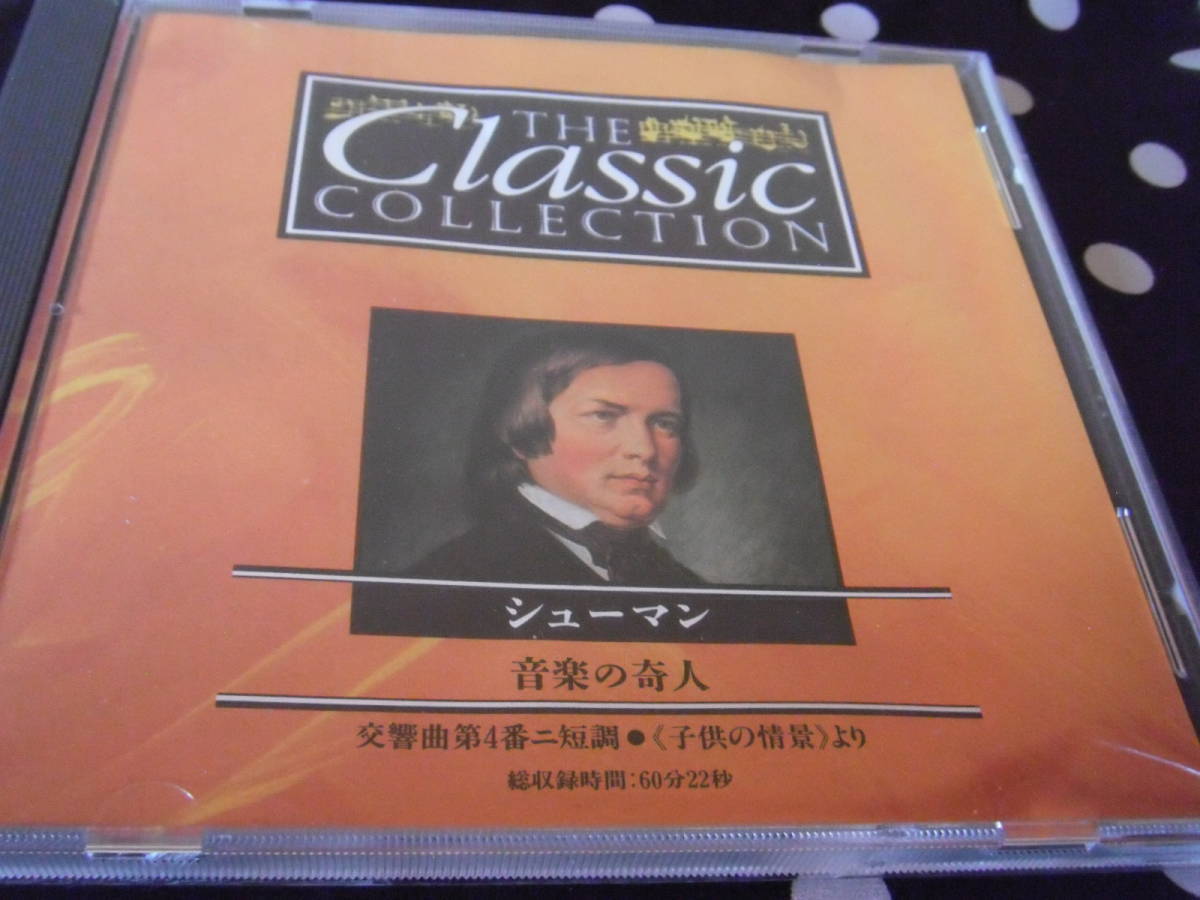 THE
Classic
COLLECTION
シューマン
音楽の奇人
交響曲第4番ニ短調●《子供の情景》より
総収録時間:60分22秒